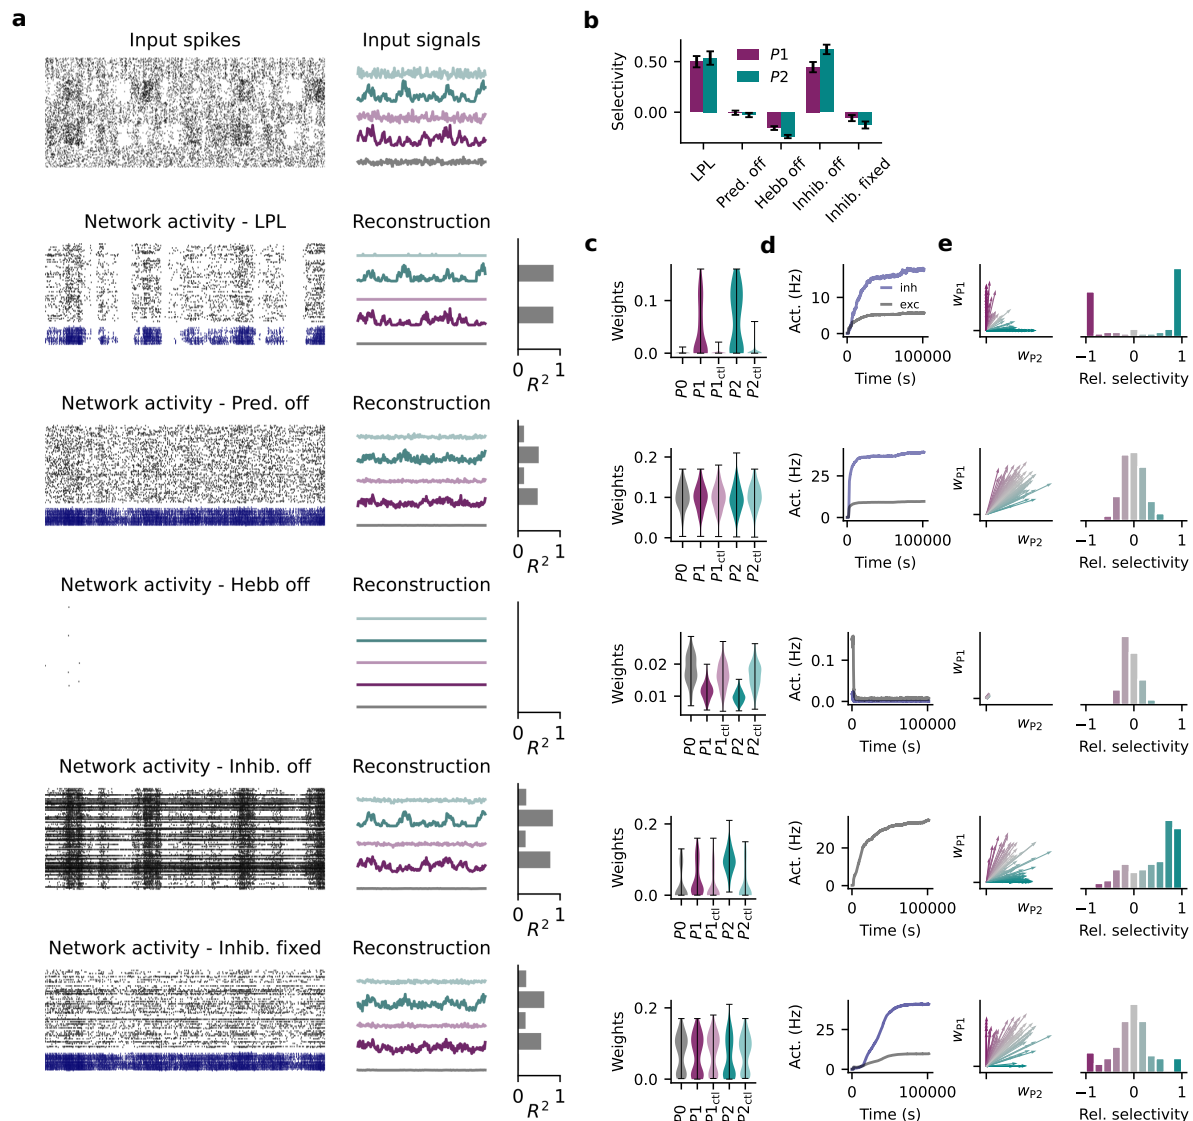 a
Input spikes
Input signals
b
Selectivity
0.50
0.00
P1
P2
LPL
Pred. off
Hebb off
Inhib. off
Inhib. fixed
Network activity - LPL
Reconstruction
0 1
R²
c
Weights
0.1
0.0
P0 P1 P1ctl P2 P2ctl
d
Act. (Hz)
10
0
inh
exc
0 100000
Time (s)
e
wP1
wP2
−1 0 1
Rel. selectivity
Network activity - Pred. off
Reconstruction
0 1
R²
Weights
0.2
0.1
0.0
P0 P1 P1ctl P2 P2ctl
Act. (Hz)
25
0
0 100000
Time (s)
wP1
wP2
−1 0 1
Rel. selectivity
Network activity - Hebb off
Reconstruction
0 1
R²
Weights
0.02
0.01
P0 P1 P1ctl P2 P2ctl
Act. (Hz)
0.1
0.0
0 100000
Time (s)
wP1
wP2
−1 0 1
Rel. selectivity
Network activity - Inhib. off
Reconstruction
0 1
R²
Weights
0.2
0.0
P0 P1 P1ctl P2 P2ctl
Act. (Hz)
20
0
0 100000
Time (s)
wP1
wP2
−1 0 1
Rel. selectivity
Network activity - Inhib. fixed
Reconstruction
0 1
R²
Weights
0.2
0.0
P0 P1 P1ctl P2 P2ctl
Act. (Hz)
25
0
0 100000
Time (s)
wP1
wP2
−1 0 1
Rel. selectivity